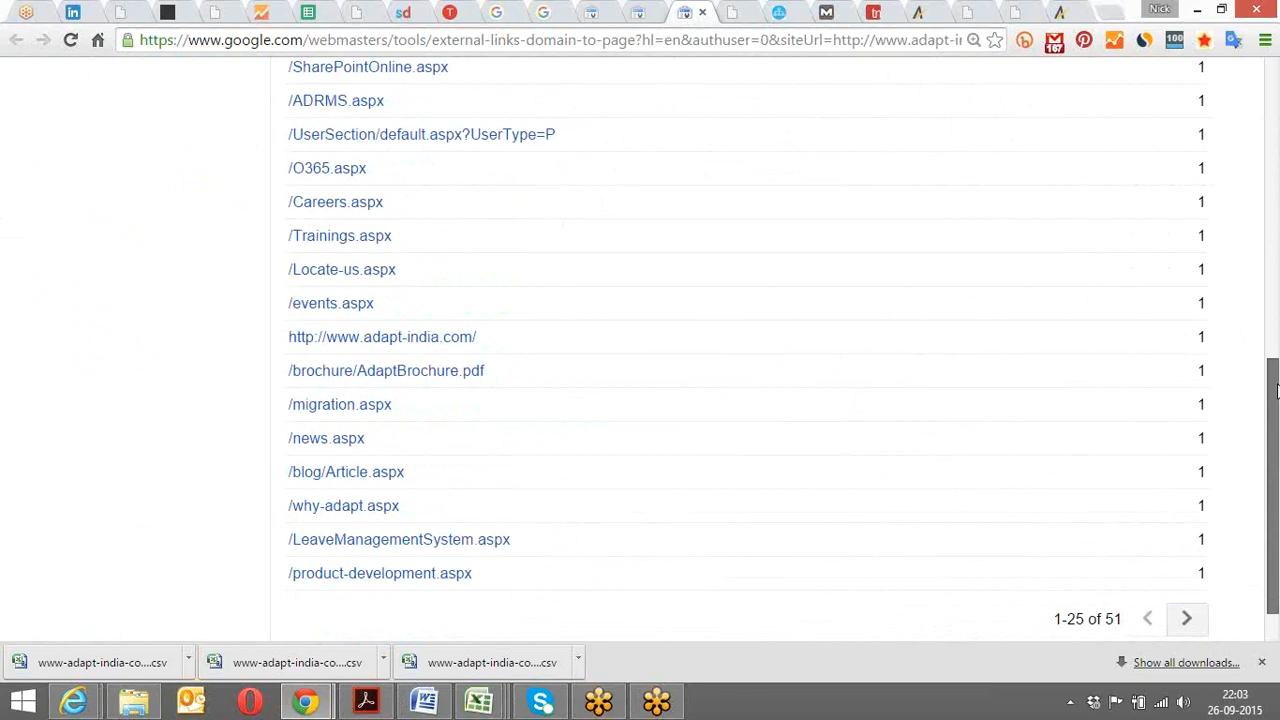 Nick
https://www.google.com/webmasters/tools/external-links-domain-to-page?hl=en&authuser=0&siteUrl=http://www.adapt-i
167
100
/SharePointOnline.aspx 1
/ADRMS.aspx 1
/UserSection/default.aspx?UserType=P 1
/O365.aspx 1
/Careers.aspx 1
/Trainings.aspx 1
/Locate-us.aspx 1
/events.aspx 1
http://www.adapt-india.com/ 1
/brochure/AdaptBrochure.pdf 1
/migration.aspx 1
/news.aspx 1
/blog/Article.aspx 1
/why-adapt.aspx 1
/LeaveManagementSystem.aspx 1
/product-development.aspx 1
1-25 of 51
www-adapt-india-co....csv www-adapt-india-co....csv www-adapt-india-co....csv Show all downloads...
22:03
26-09-2015